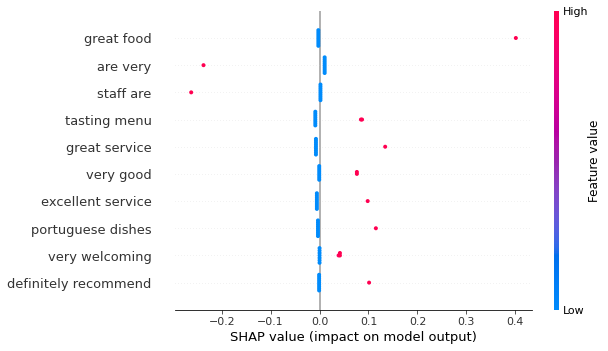 High
great food
are very
staff are
tasting menu
great service
very good
excellent service
portuguese dishes
very welcoming
definitely recommend
Feature value
Low
−0.2 −0.1 0.0 0.1 0.2 0.3 0.4
SHAP value (impact on model output)